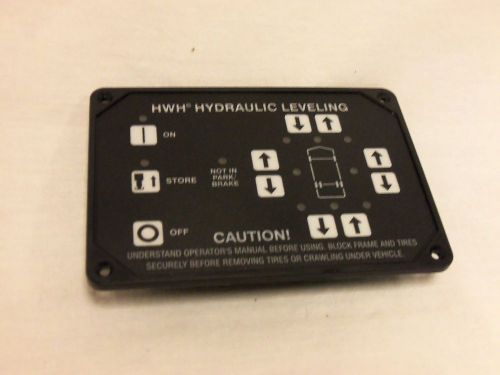 HWH® HYDRAULIC LEVELING
ON
STORE
NOT IN
PARK/
BRAKE
OFF
CAUTION!
UNDERSTAND OPERATOR'S MANUAL BEFORE USING. BLOCK FRAME AND TIRES
SECURELY BEFORE REMOVING TIRES OR CRAWLING UNDER VEHICLE.